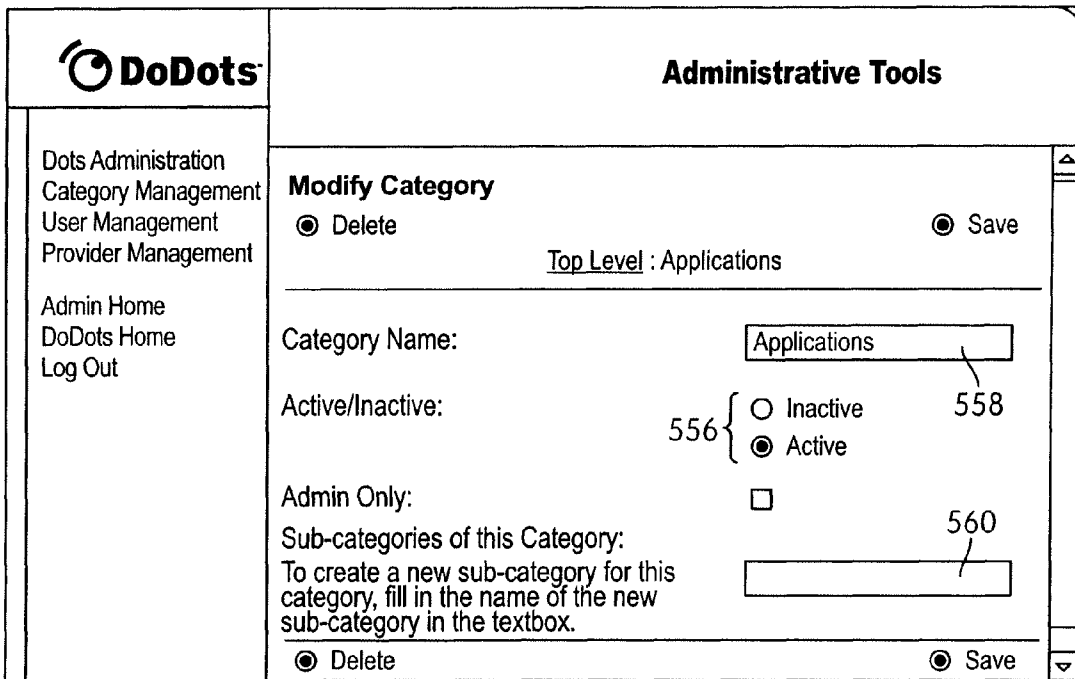 DoDots
Administrative Tools
Dots Administration
Category Management
User Management
Provider Management
Admin Home
DoDots Home
Log Out
Modify Category
Delete
Save
Top Level : Applications
Category Name:
Applications
558
Active/Inactive:
556
Inactive
Active
Admin Only:
Sub-categories of this Category:
560
To create a new sub-category for this
category, fill in the name of the new
sub-category in the textbox.
Delete
Save